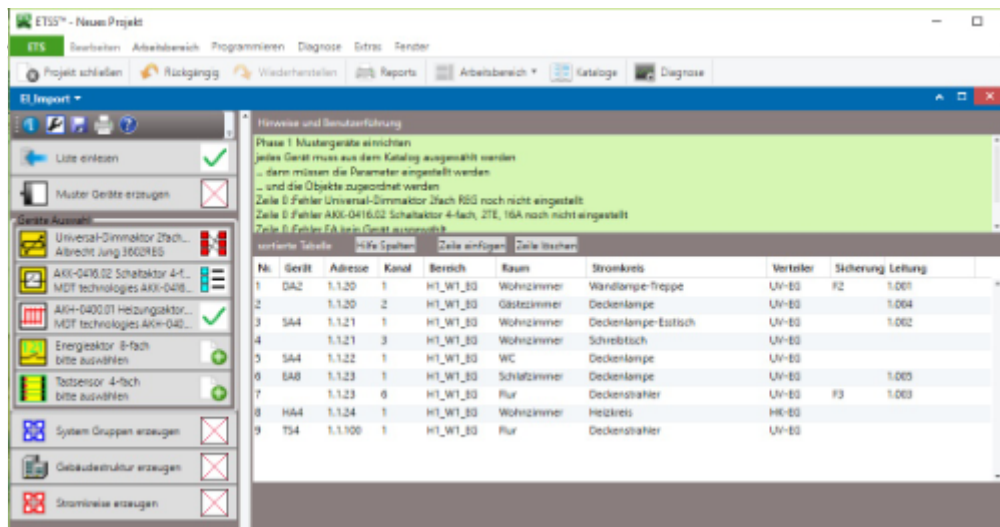 ETS5™ - Neues Projekt
ETS Bearbeiten Arbeitsbereich Programmieren Diagnose Extras Fenster
Projekt schließen Rückgängig Wiederherstellen Reports Arbeitsbereich Kataloge Diagnose
EI_Import
Liste einlesen
Muster Geräte erzeugen
Geräte Auswahl
Universal-Dimmaktor 2fach...
Albrecht Jung 3602REG
AKK-0416.02 Schaltaktor 4-f...
MDT technologies AKK-0416...
AKH-0400.01 Heizungsaktor...
MDT technologies AKH-040...
Energieaktor 8-fach
bitte auswählen
Tastsensor 4-fach
bitte auswählen
System Gruppen erzeugen
Gebäudestruktur erzeugen
Stromkreise erzeugen
Hinweise und Benutzerführung
Phase 1 Mustergeräte einrichten
jedes Gerät muss aus dem Katalog ausgewählt werden
... dann müssen die Parameter eingestellt werden
... und die Objekte zugeordnet werden
Zeile 0 :Fehler Universal-Dimmaktor 2fach REG noch nicht eingestellt
Zeile 0 :Fehler AKK-0416.02 Schaltaktor 4-fach, 2TE, 16A noch nicht eingestellt
Zeile 0 :Fehler EA kein Gerät ausgewählt
sortierte Tabelle Hilfe Spalten Zeile einfügen Zeile löschen
Nr. Gerät Adresse Kanal Bereich Raum Stromkreis Verteiler Sicherung Leitung
1 DA2 1.1.20 1 H1_W1_EG Wohnzimmer Wandlampe-Treppe UV-EG F2 1.001
2 1.1.20 2 H1_W1_EG Gästezimmer Deckenlampe UV-EG 1.004
3 SA4 1.1.21 1 H1_W1_EG Wohnzimmer Deckenlampe-Esstisch UV-EG 1.002
4 1.1.21 3 H1_W1_EG Wohnzimmer Schreibtisch UV-EG
5 SA4 1.1.22 1 H1_W1_EG WC Deckenlampe UV-EG
6 EA8 1.1.23 1 H1_W1_EG Schlafzimmer Deckenlampe UV-EG 1.005
7 1.1.23 6 H1_W1_EG Flur Deckenstrahler UV-EG F3 1.003
8 HA4 1.1.24 1 H1_W1_EG Wohnzimmer Heizkreis HK-EG
9 TS4 1.1.100 1 H1_W1_EG Flur Deckenstrahler UV-EG